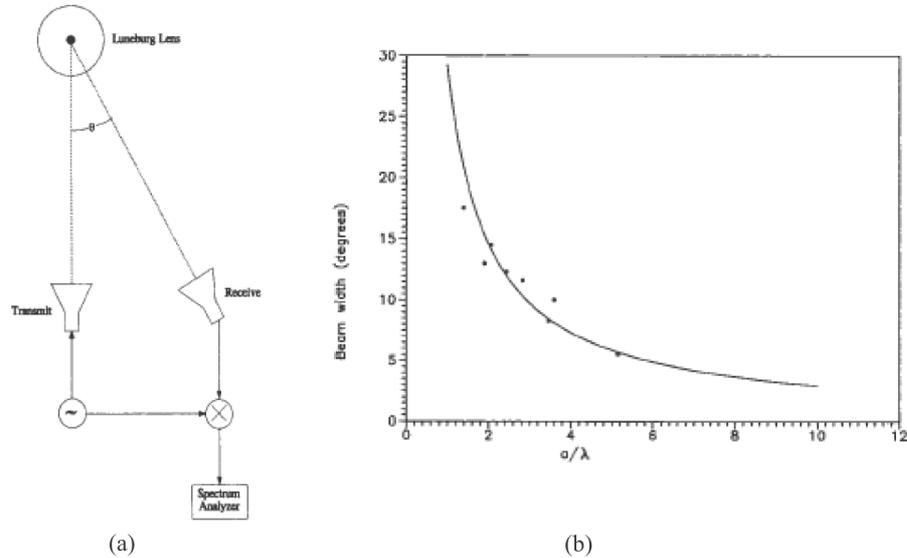 Luneburg Lens
θ
Transmit
Receive
~
Spectrum
Analyzer
(a)
Beam width (degrees)
30
25
20
15
10
5
0
0 2 4 6 8 10 12
a/λ
(b)